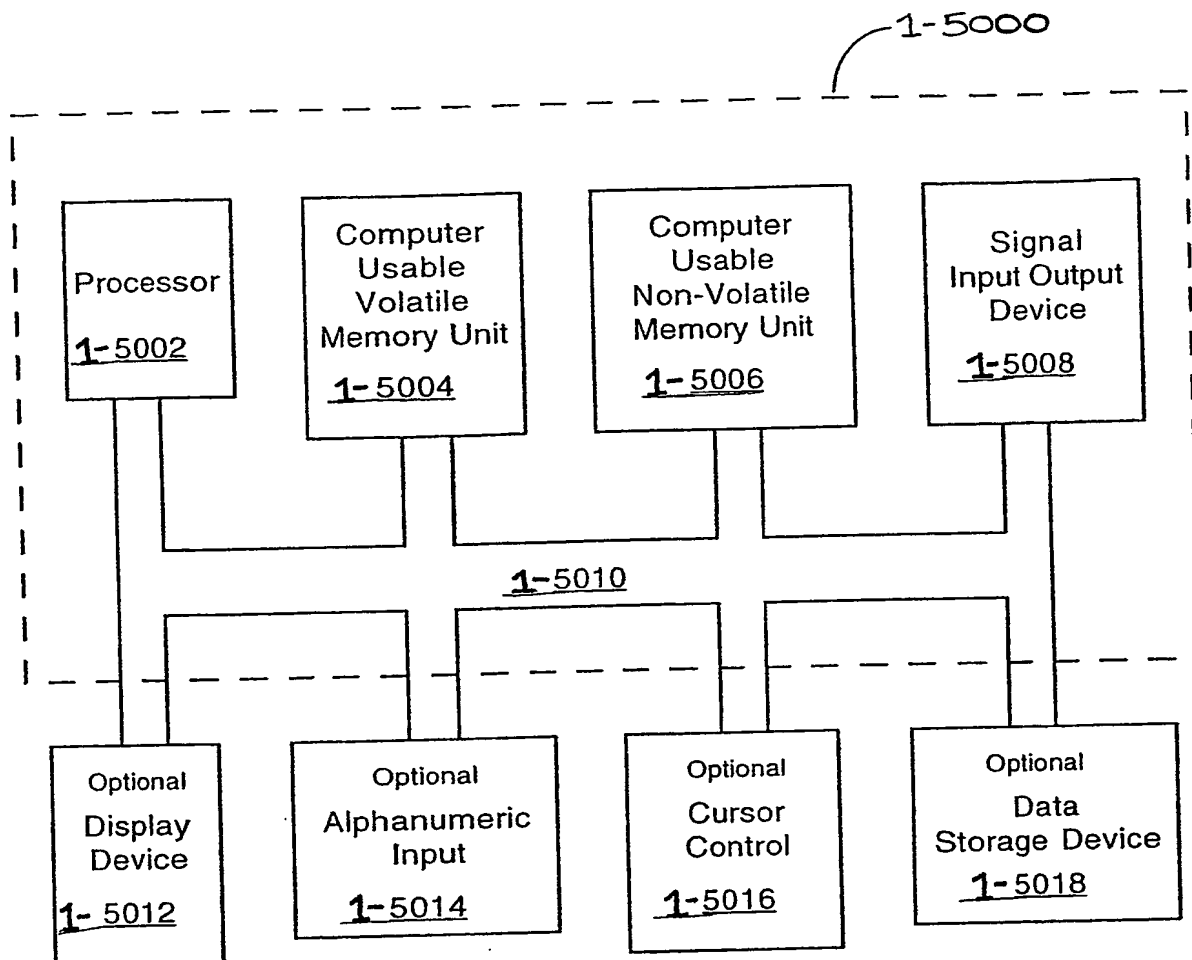 1-5000
Processor
1-5002
Computer
Usable
Volatile
Memory Unit
1-5004
Computer
Usable
Non-Volatile
Memory Unit
1-5006
Signal
Input Output
Device
1-5008
1-5010
Optional
Display
Device
1-5012
Optional
Alphanumeric
Input
1-5014
Optional
Cursor
Control
1-5016
Optional
Data
Storage Device
1-5018